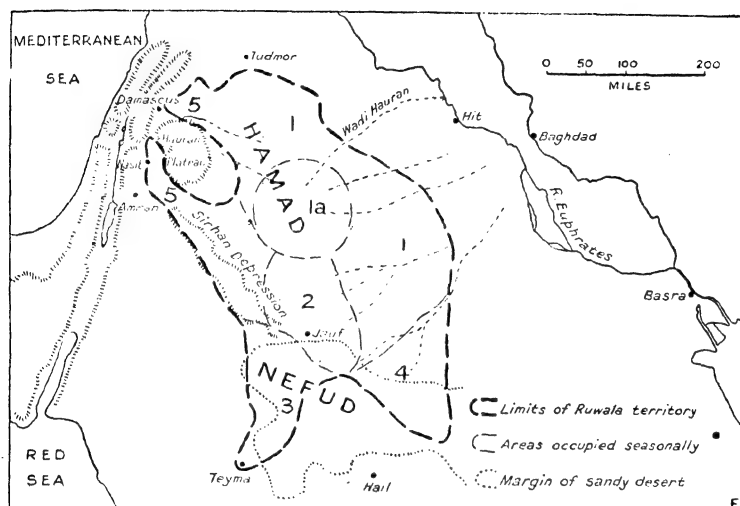 MEDITERRANEAN
SEA
Tudmor
0 50 100 200
MILES
Damascus
5
1
Wadi Hauran
Hit
Baghdad
Hauran
Plateau
HAMAD
Amman
5
1a
1
R. Euphrates
Sirhan Depression
2
Basra
Jauf
NEFUD
4
3
Limits of Ruwala territory
Areas occupied seasonally
Margin of sandy desert
RED
SEA
Teyma
Hail